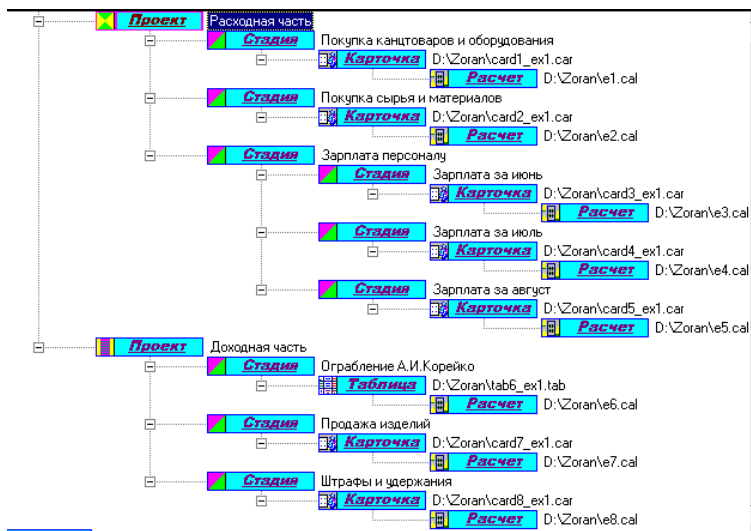 Проект Расходная часть
Стадия Покупка канцтоваров и оборудования
Карточка D:\Zoran\card1_ex1.car
Расчет D:\Zoran\e1.cal
Стадия Покупка сырья и материалов
Карточка D:\Zoran\card2_ex1.car
Расчет D:\Zoran\e2.cal
Стадия Зарплата персоналу
Стадия Зарплата за июнь
Карточка D:\Zoran\card3_ex1.car
Расчет D:\Zoran\e3.cal
Стадия Зарплата за июль
Карточка D:\Zoran\card4_ex1.car
Расчет D:\Zoran\e4.cal
Стадия Зарплата за август
Карточка D:\Zoran\card5_ex1.car
Расчет D:\Zoran\e5.cal
Проект Доходная часть
Стадия Ограбление А.И.Корейко
Таблица D:\Zoran\tab6_ex1.tab
Расчет D:\Zoran\e6.cal
Стадия Продажа изделий
Карточка D:\Zoran\card7_ex1.car
Расчет D:\Zoran\e7.cal
Стадия Штрафы и удержания
Карточка D:\Zoran\card8_ex1.car
Расчет D:\Zoran\e8.cal